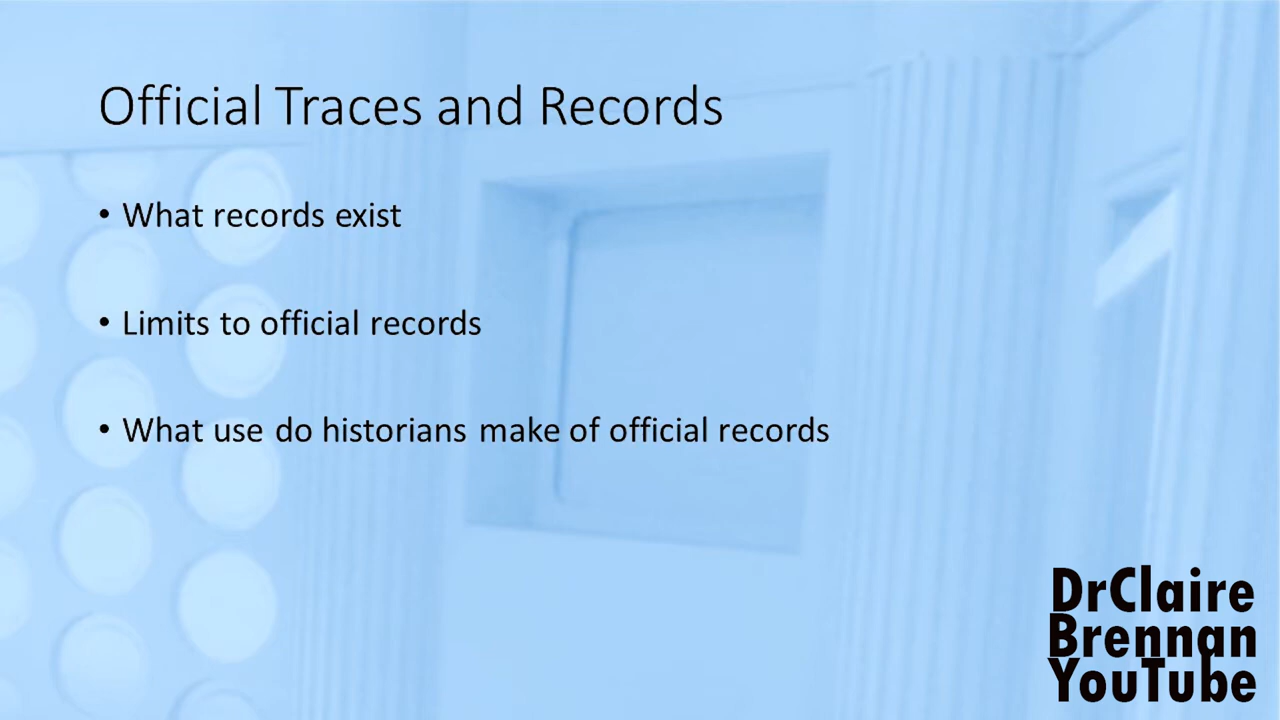 Official Traces and Records
• What records exist
• Limits to official records
• What use do historians make of official records
DrClaire
Brennan
YouTube